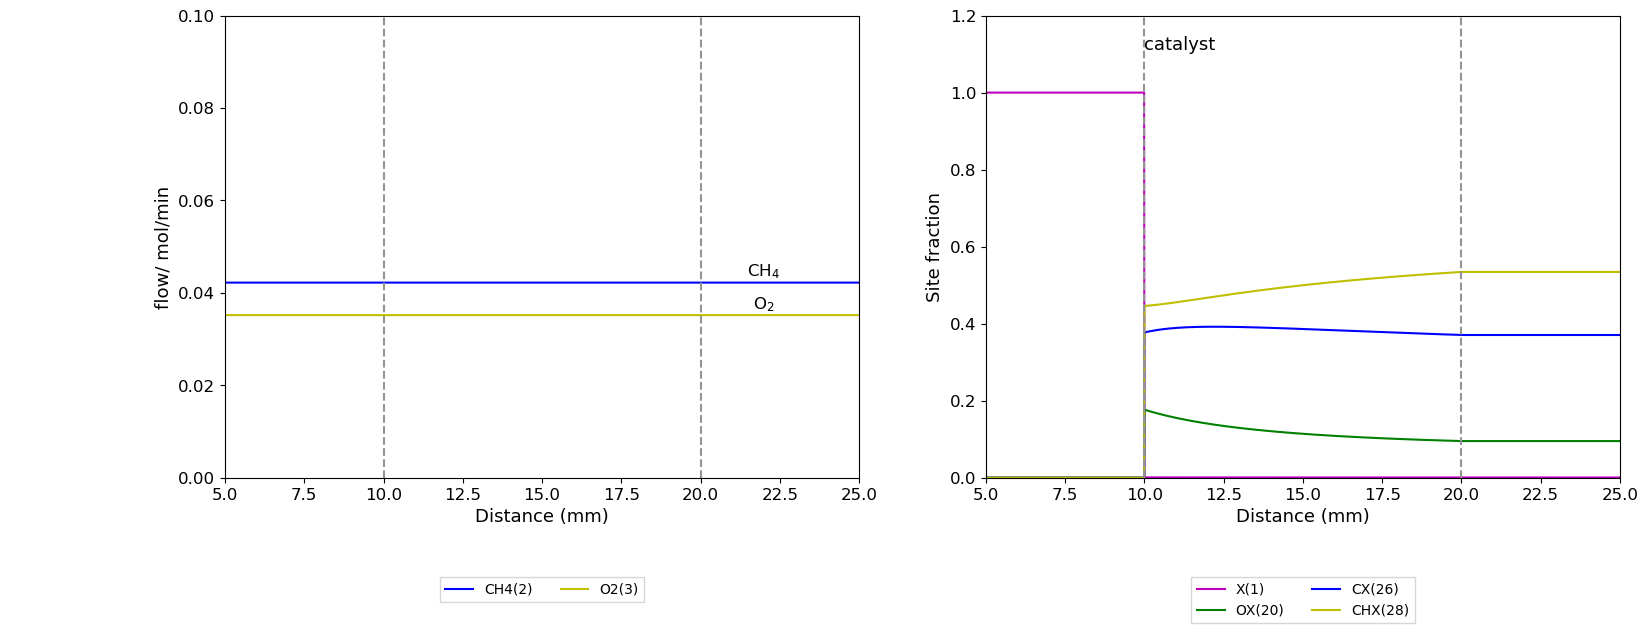 0.10
0.08
0.06
0.04
0.02
0.00
flow/ mol/min
CH4
O2
5.0 7.5 10.0 12.5 15.0 17.5 20.0 22.5 25.0
Distance (mm)
CH4(2) O2(3)
1.2
1.0
0.8
0.6
0.4
0.2
0.0
Site fraction
catalyst
5.0 7.5 10.0 12.5 15.0 17.5 20.0 22.5 25.0
Distance (mm)
X(1) CX(26)
OX(20) CHX(28)